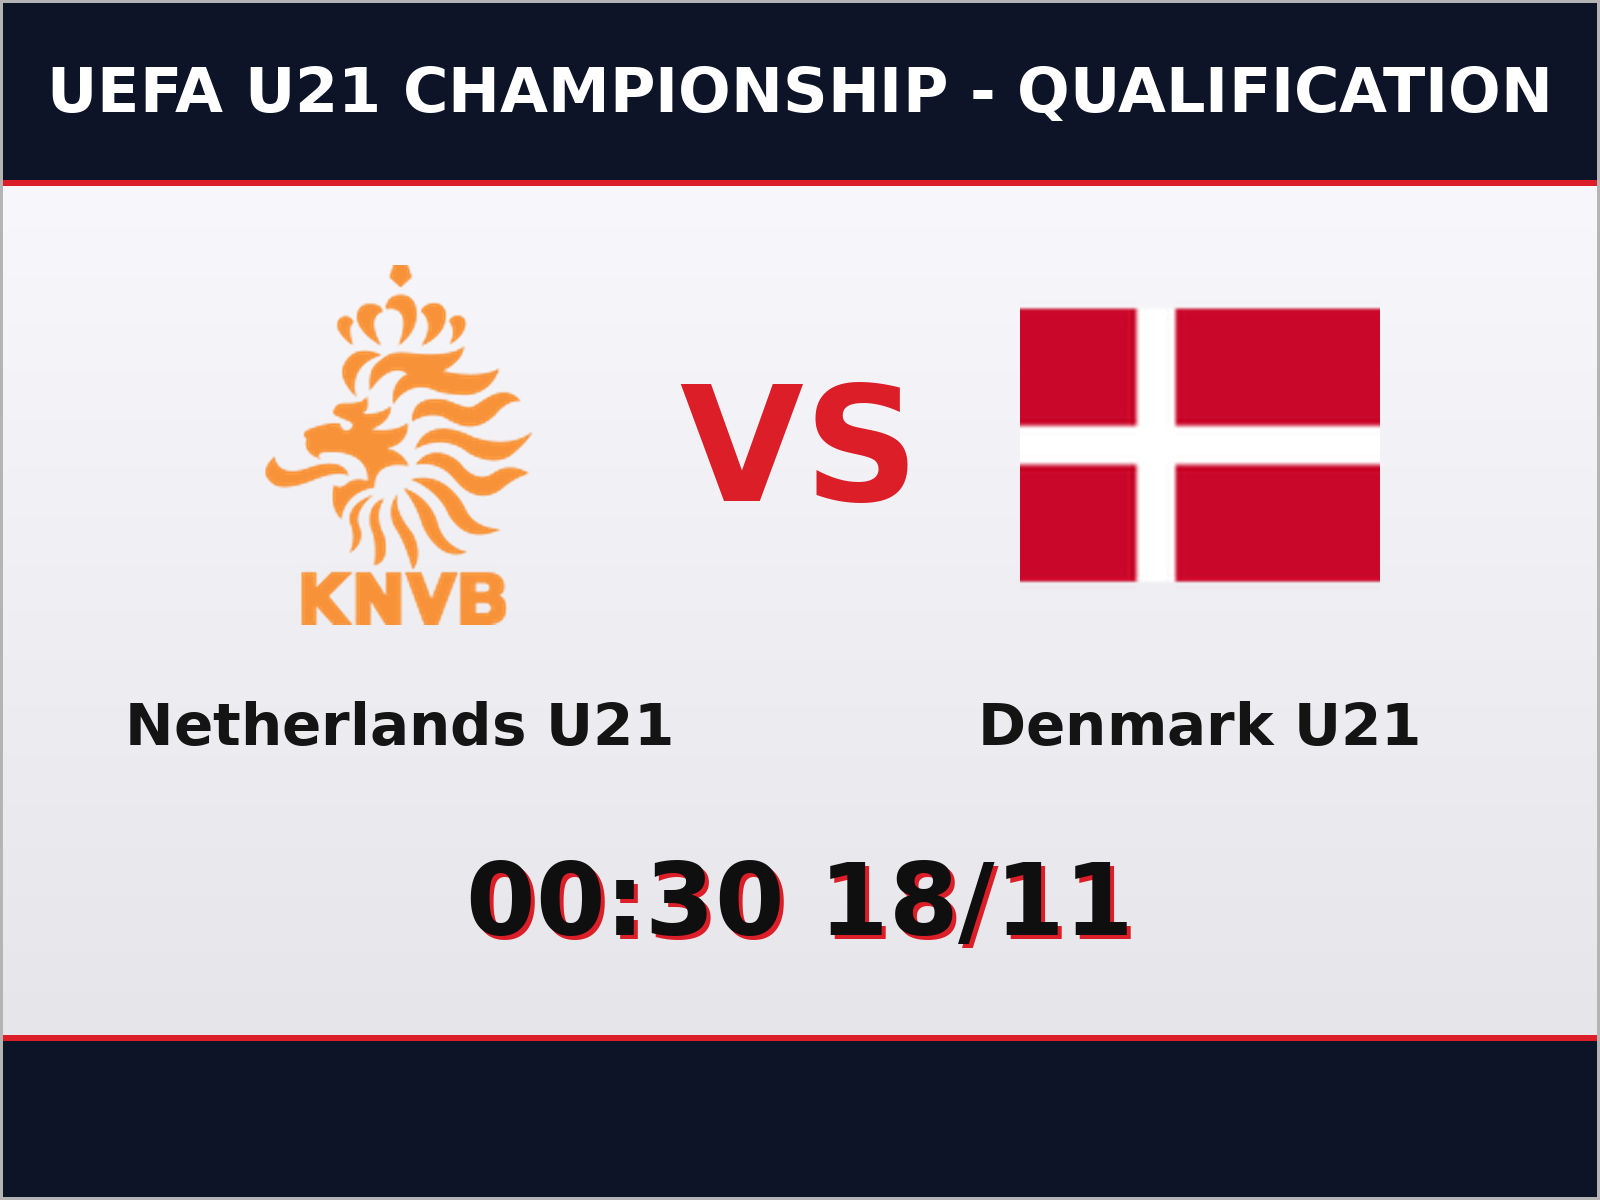 UEFA U21 CHAMPIONSHIP - QUALIFICATION
VS
KNVB
Netherlands U21
Denmark U21
00:30 18/11